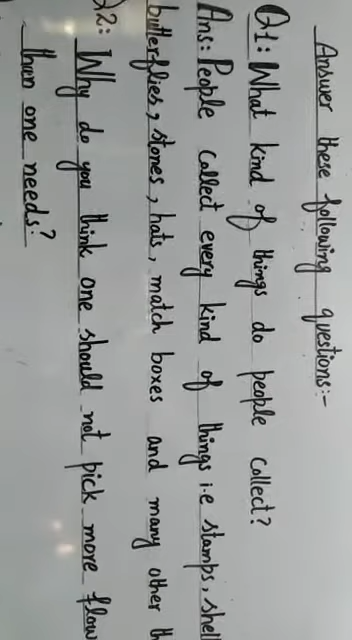 Answer these following questions:-
Q1: What kind of things do people collect?
Ans: People collect every kind of things i.e stamps, shell
butterflies, stones, hats, match boxes and many other
2: Why do you think one should not pick more
than one needs?